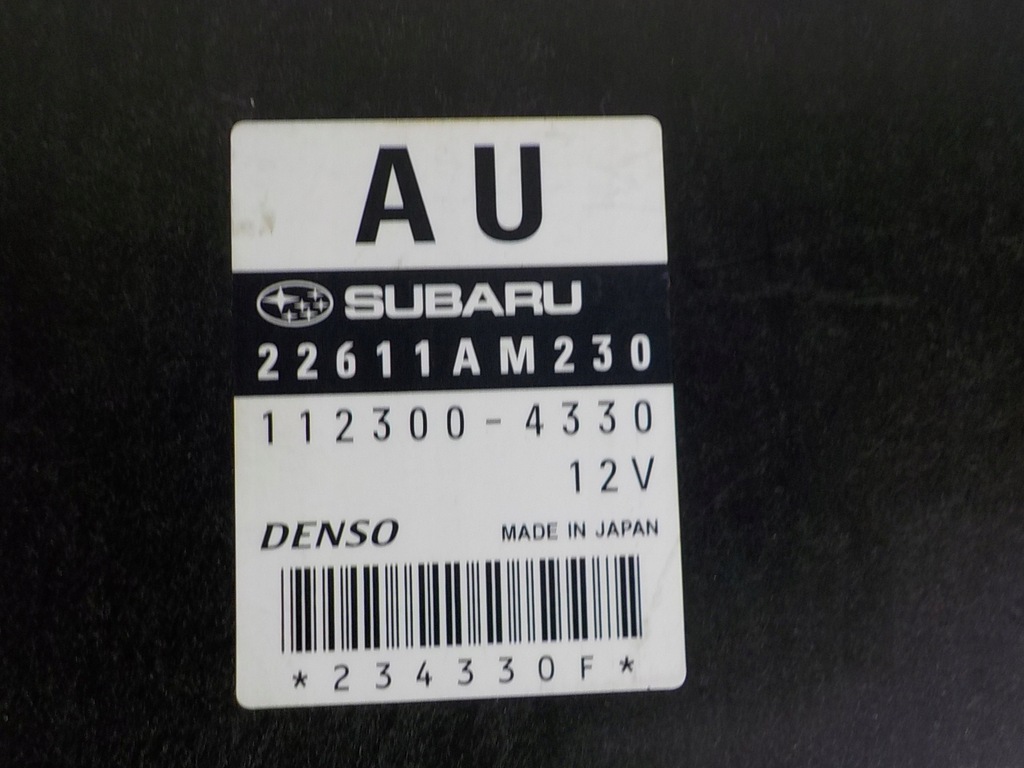 AU
SUBARU
22611AM230
112300-4330
12V
DENSO MADE IN JAPAN
*234330F*